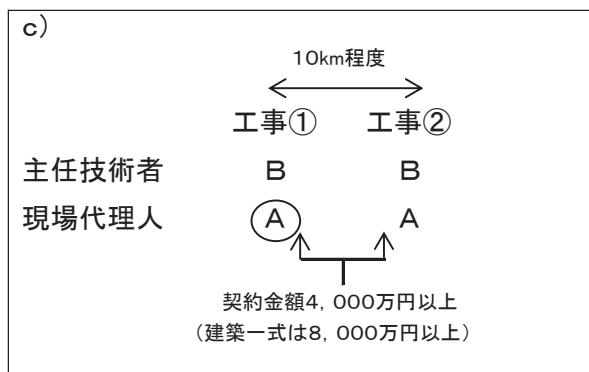 c）
10km程度
工事① 工事②
主任技術者 B B
現場代理人 A A
契約金額4，000万円以上
（建築一式は8，000万円以上）